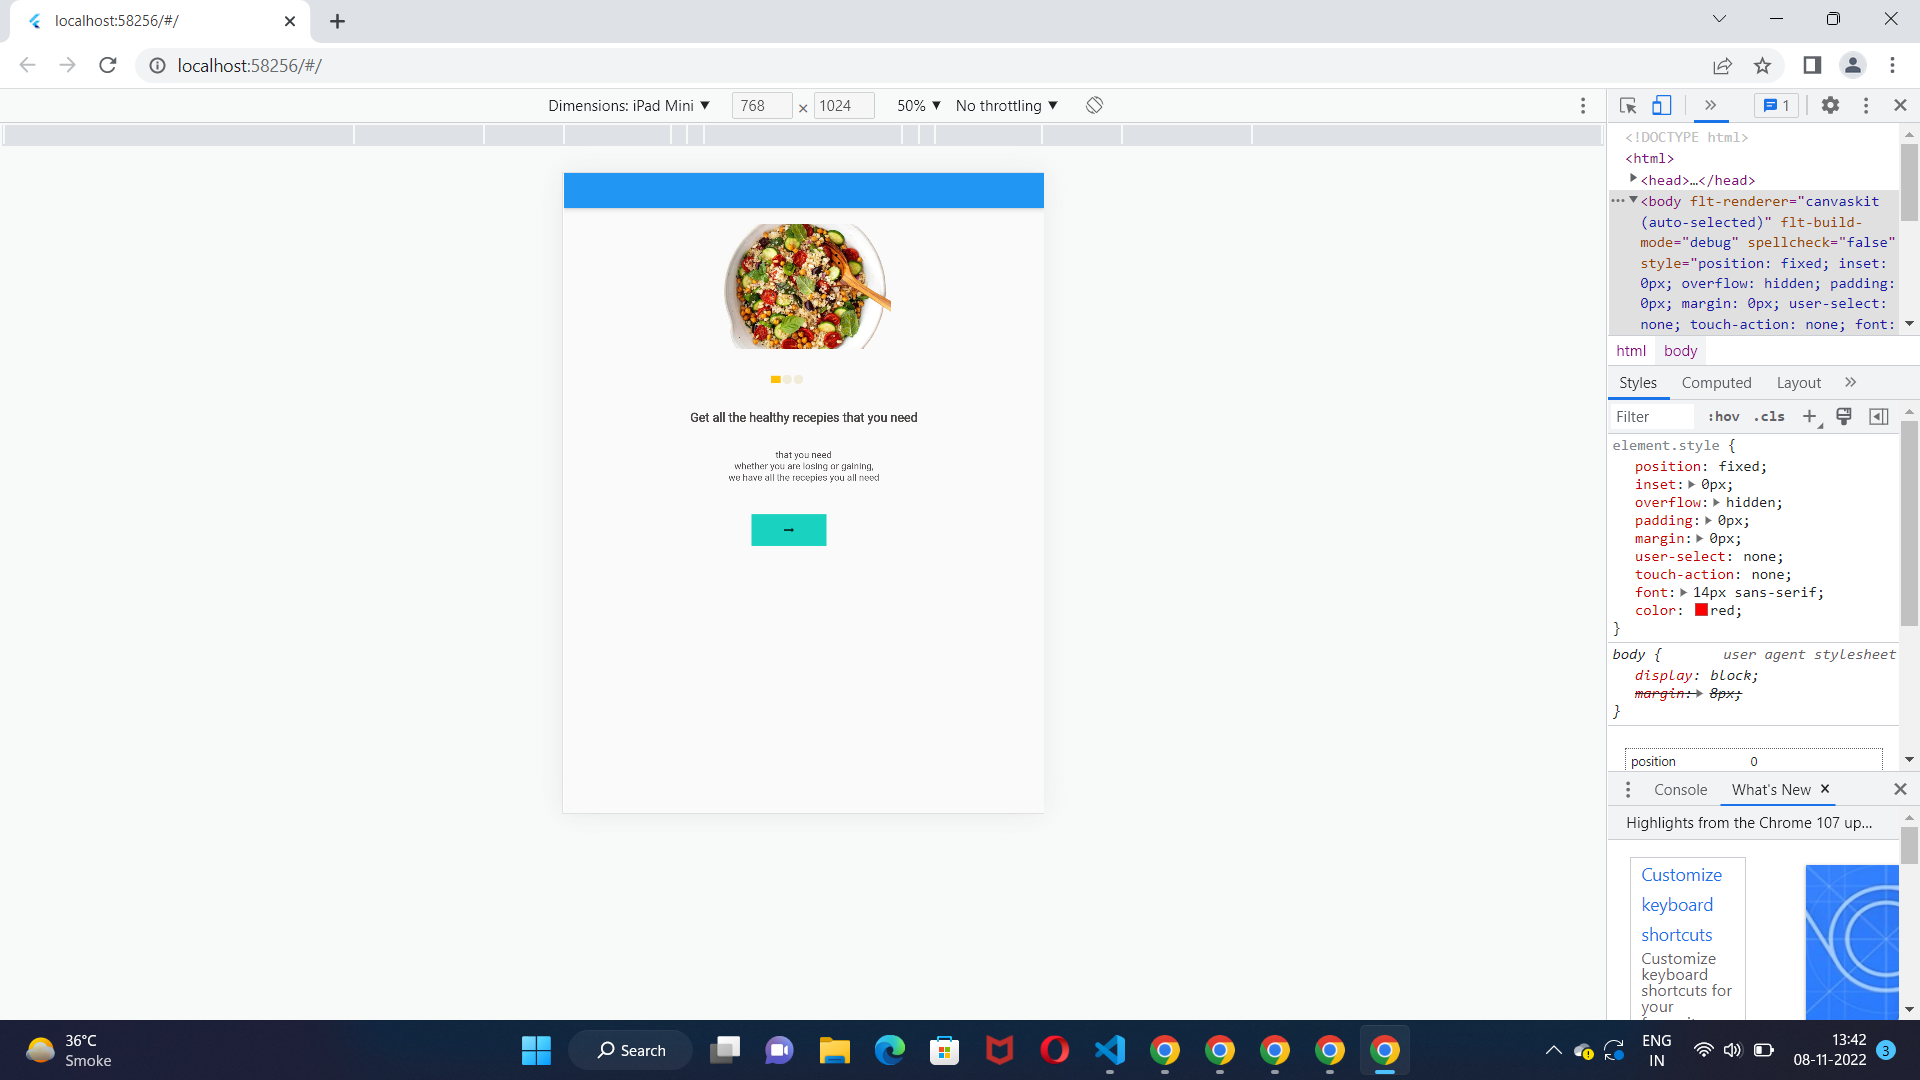 localhost:58256/#/
localhost:58256/#/
Dimensions: iPad Mini ▼ 768 × 1024 50% ▼ No throttling ▼
1
<!DOCTYPE html>
<html>
<head>…</head>
<body flt-renderer="canvaskit
(auto-selected)" flt-build-
mode="debug" spellcheck="false"
style="position: fixed; inset:
0px; overflow: hidden; padding:
0px; margin: 0px; user-select:
none; touch-action: none; font:
html body
Styles Computed Layout
Filter :hov .cls
element.style {
position: fixed;
inset: 0px;
overflow: hidden;
padding: 0px;
margin: 0px;
user-select: none;
touch-action: none;
font: 14px sans-serif;
color: red;
}
body { user agent stylesheet
display: block;
margin: 8px;
}
position 0
Console What's New
Highlights from the Chrome 107 up...
Customize
keyboard
shortcuts
Customize
keyboard
shortcuts for
your
Get all the healthy recepies that you need
that you need
whether you are losing or gaining,
we have all the recepies you all need
36°C
Smoke
Search
ENG
IN
13:42
08-11-2022
3